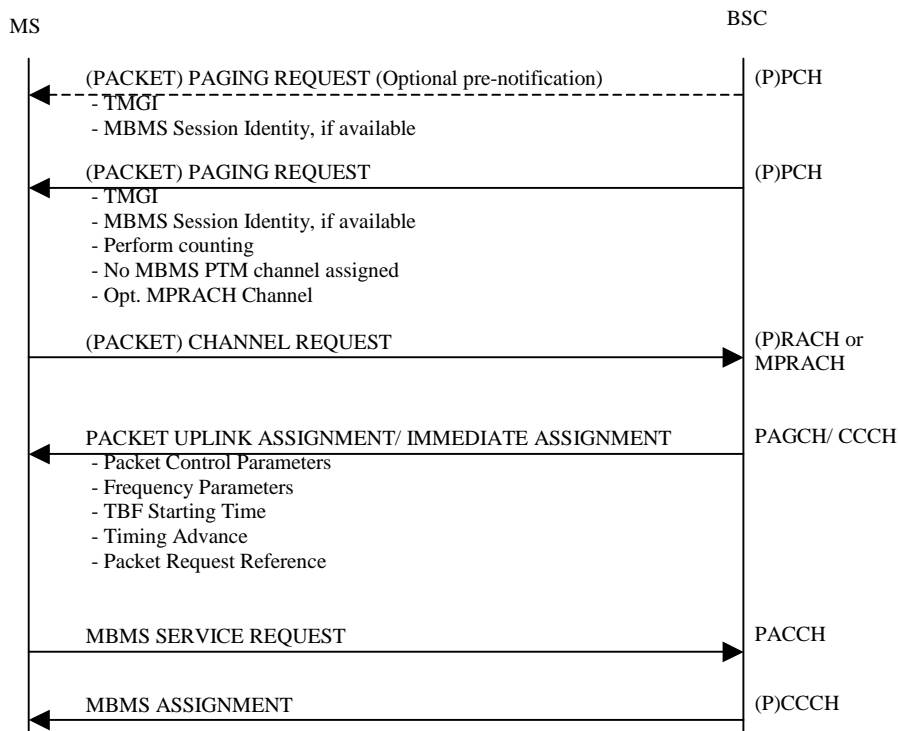 MS
BSC
(PACKET) PAGING REQUEST (Optional pre-notification)
(P)PCH
- TMGI
- MBMS Session Identity, if available
(PACKET) PAGING REQUEST
(P)PCH
- TMGI
- MBMS Session Identity, if available
- Perform counting
- No MBMS PTM channel assigned
- Opt. MPRACH Channel
(PACKET) CHANNEL REQUEST
(P)RACH or
MPRACH
PACKET UPLINK ASSIGNMENT/ IMMEDIATE ASSIGNMENT
PAGCH/ CCCH
- Packet Control Parameters
- Frequency Parameters
- TBF Starting Time
- Timing Advance
- Packet Request Reference
MBMS SERVICE REQUEST
PACCH
MBMS ASSIGNMENT
(P)CCCH